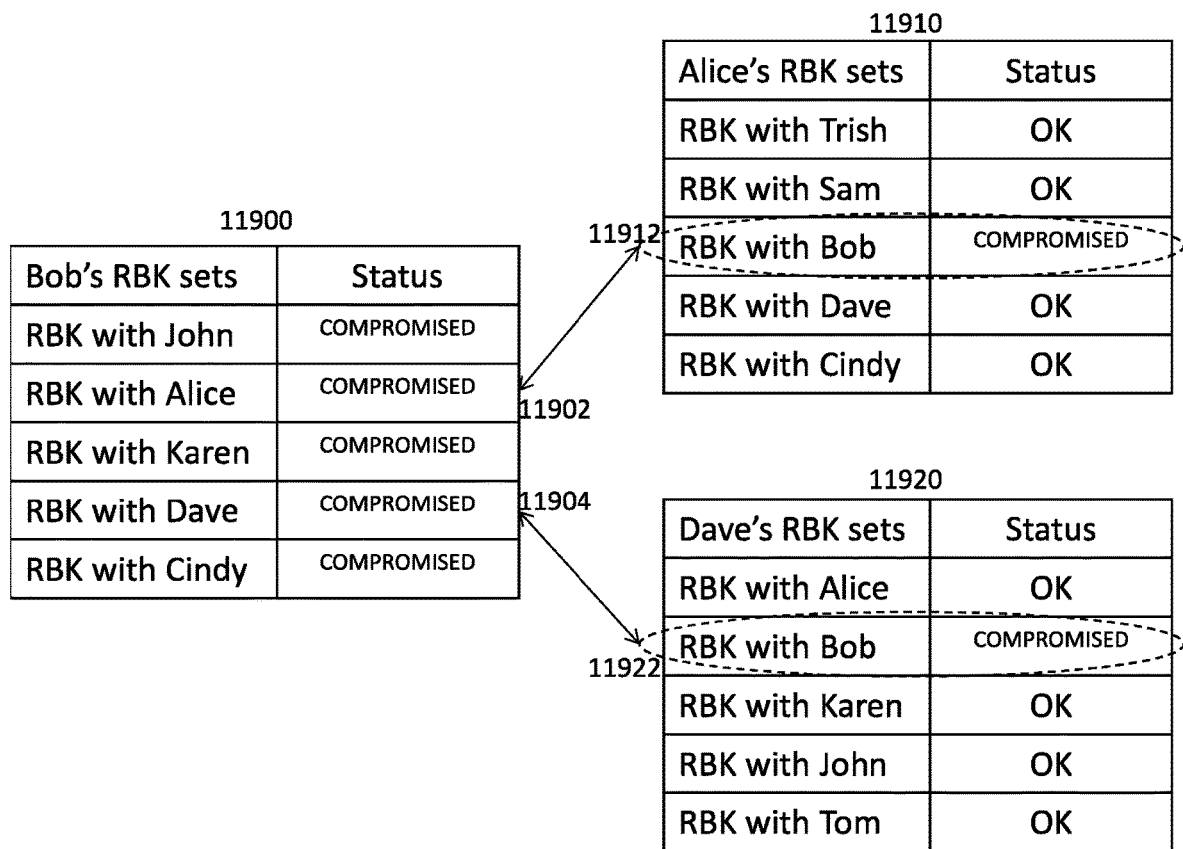 11900
Bob's RBK sets Status
RBK with John COMPROMISED
RBK with Alice COMPROMISED
11902
RBK with Karen COMPROMISED
RBK with Dave COMPROMISED
11904
RBK with Cindy COMPROMISED
11910
Alice's RBK sets Status
RBK with Trish OK
RBK with Sam OK
11912
RBK with Bob COMPROMISED
RBK with Dave OK
RBK with Cindy OK
11920
Dave's RBK sets Status
RBK with Alice OK
RBK with Bob COMPROMISED
11922
RBK with Karen OK
RBK with John OK
RBK with Tom OK